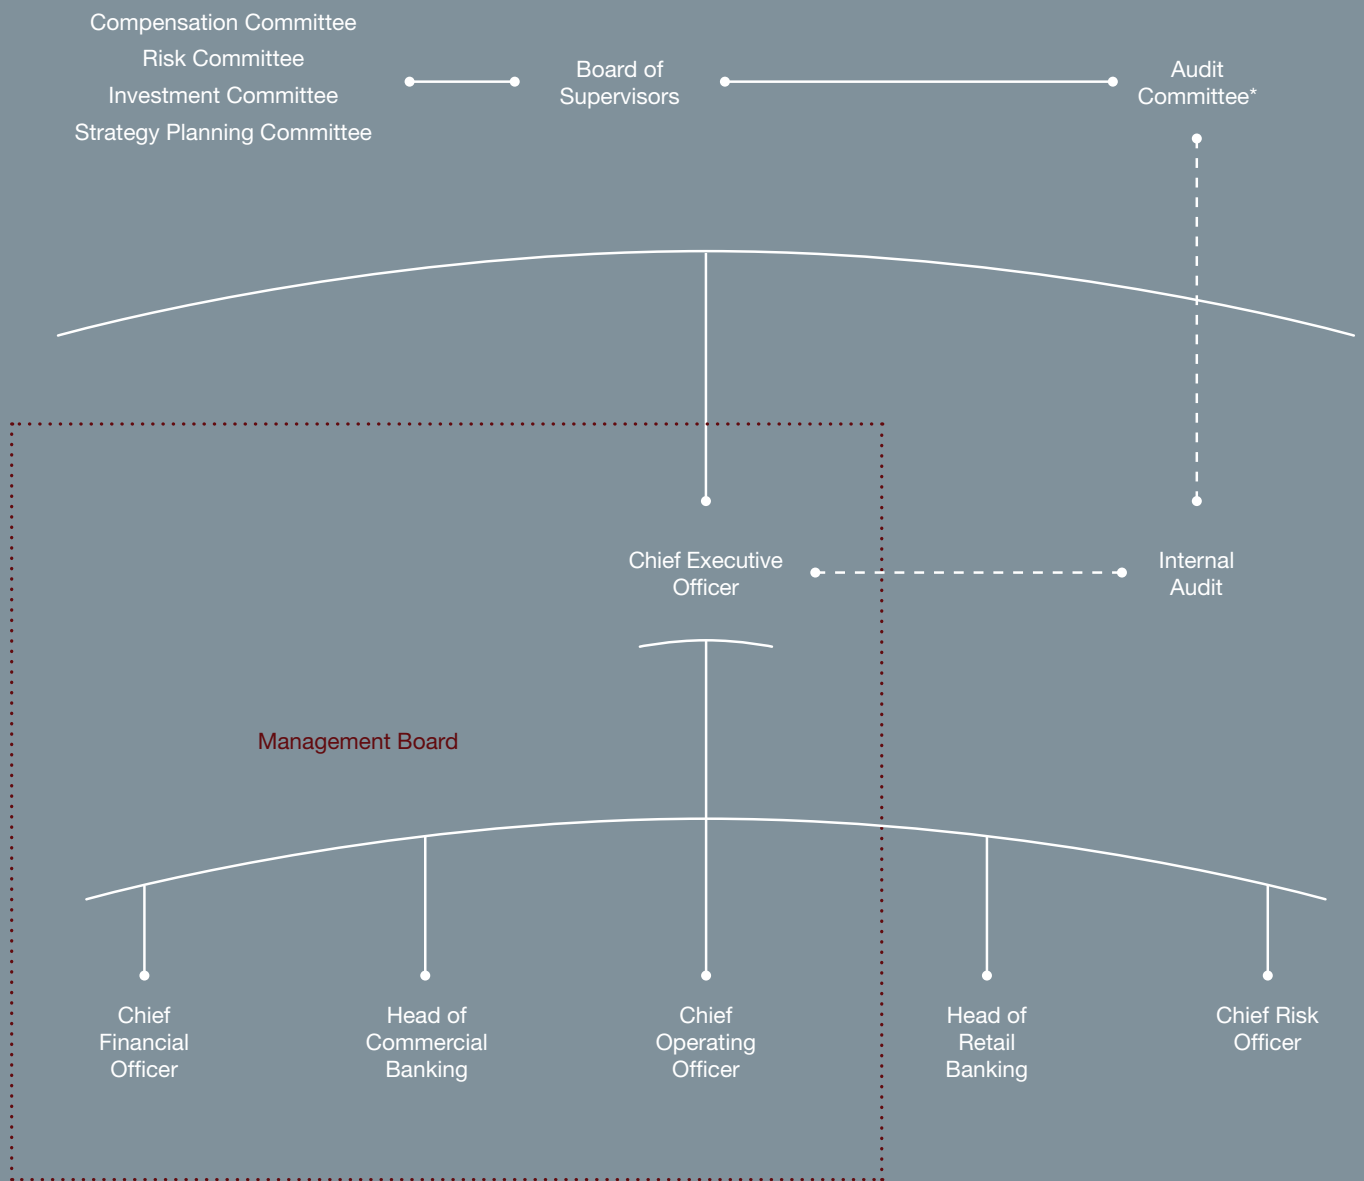 Compensation Committee
Risk Committee
Investment Committee
Strategy Planning Committee
Board of
Supervisors
Audit
Committee*
Chief Executive
Officer
Internal
Audit
Management Board
Chief
Financial
Officer
Head of
Commercial
Banking
Chief
Operating
Officer
Head of
Retail
Banking
Chief Risk
Officer